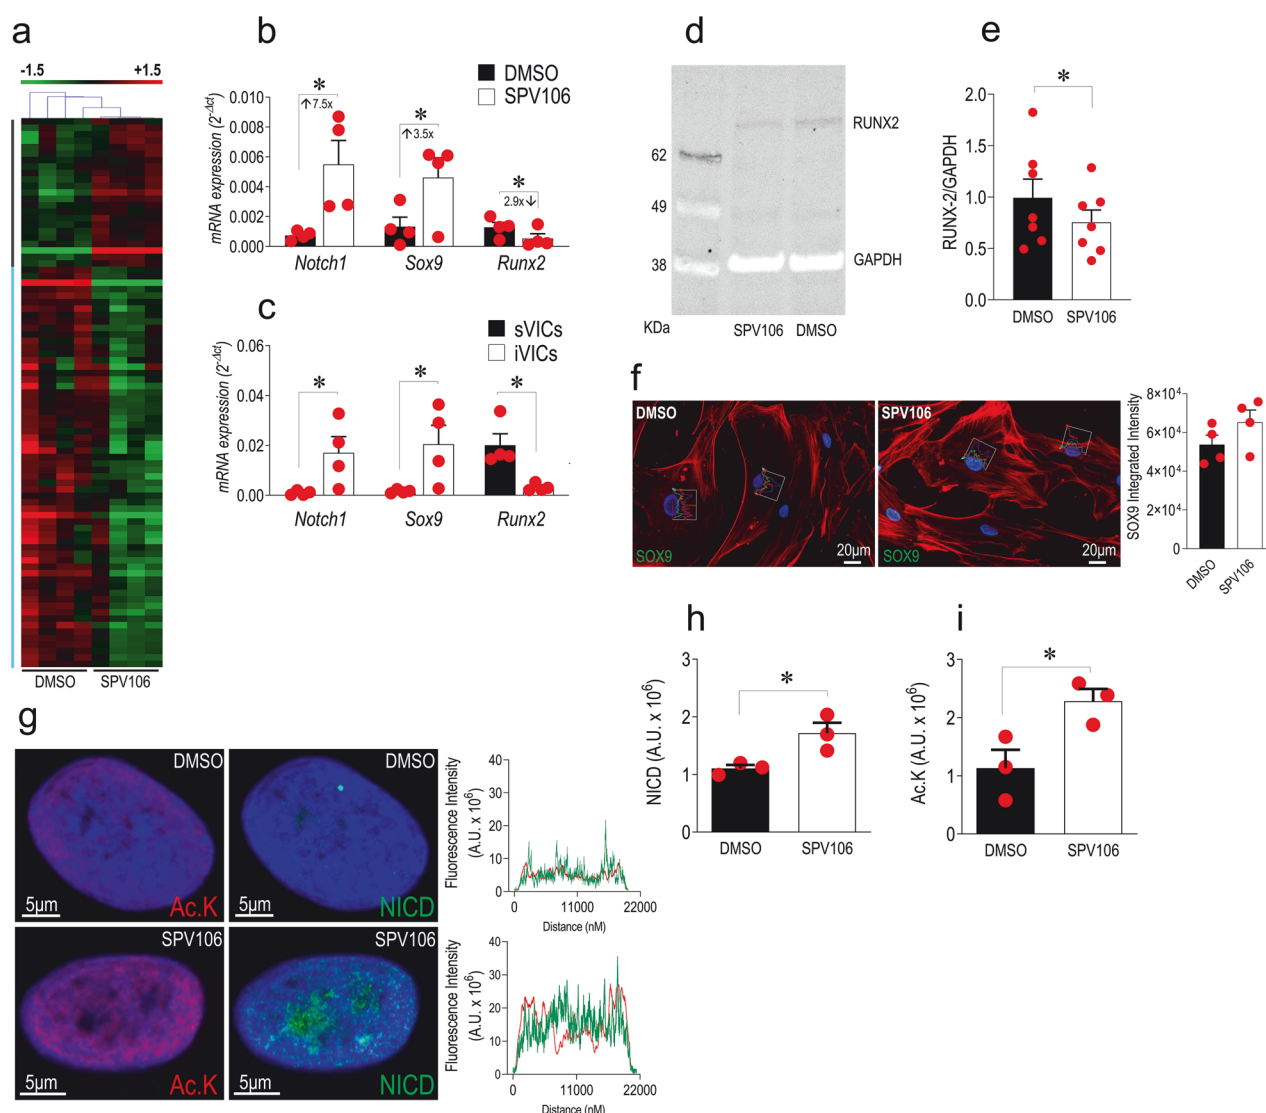 a
-1.5 +1.5
DMSO SPV106
b
DMSO
SPV106
mRNA expression (2^-Δct)
0.010
0.008
0.006
0.004
0.002
0.000
* ↑7.5x
* ↑3.5x
* 2.9x↓
Notch1 Sox9 Runx2
c
sVICs
iVICs
mRNA expression (2^-Δct)
0.06
0.04
0.02
0.00
* * *
Notch1 Sox9 Runx2
d
RUNX2
62
49
38
GAPDH
KDa SPV106 DMSO
e
*
RUNX-2/GAPDH
2.0
1.5
1.0
0.5
0.0
DMSO SPV106
f
DMSO SPV106
SOX9 20µm SOX9 20µm
SOX9 Integrated Intensity
8×10⁴
6×10⁴
4×10⁴
2×10⁴
0
DMSO SPV106
g
DMSO DMSO
5µm Ac.K 5µm NICD
Fluorescence Intensity
(A.U. x 10⁶)
40
30
20
10
0
0 11000 22000
Distance (nM)
SPV106 SPV106
5µm Ac.K 5µm NICD
Fluorescence Intensity
(A.U. x 10⁶)
40
30
20
10
0
0 11000 22000
Distance (nM)
h
*
NICD (A.U. x 10⁶)
3
2
1
0
DMSO SPV106
i
*
Ac.K (A.U. x 10⁶)
3
2
1
0
DMSO SPV106